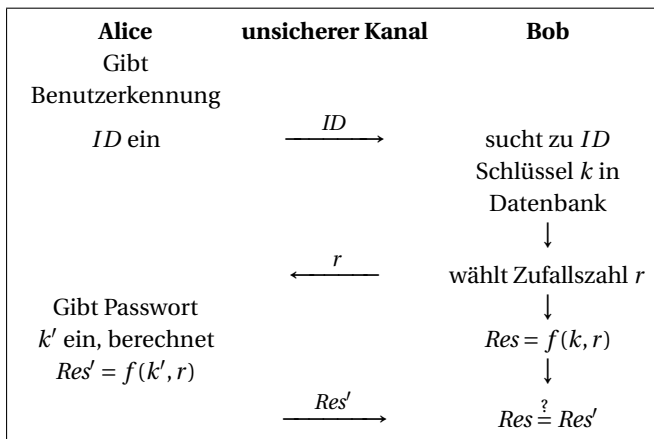 Alice unsicherer Kanal Bob
Gibt
Benutzerkennung
ID ein ID sucht zu ID
Schlüssel k in
Datenbank
r wählt Zufallszahl r
Gibt Passwort
k′ ein, berechnet Res = f(k, r)
Res′ = f(k′, r)
Res′ Res ≟ Res′